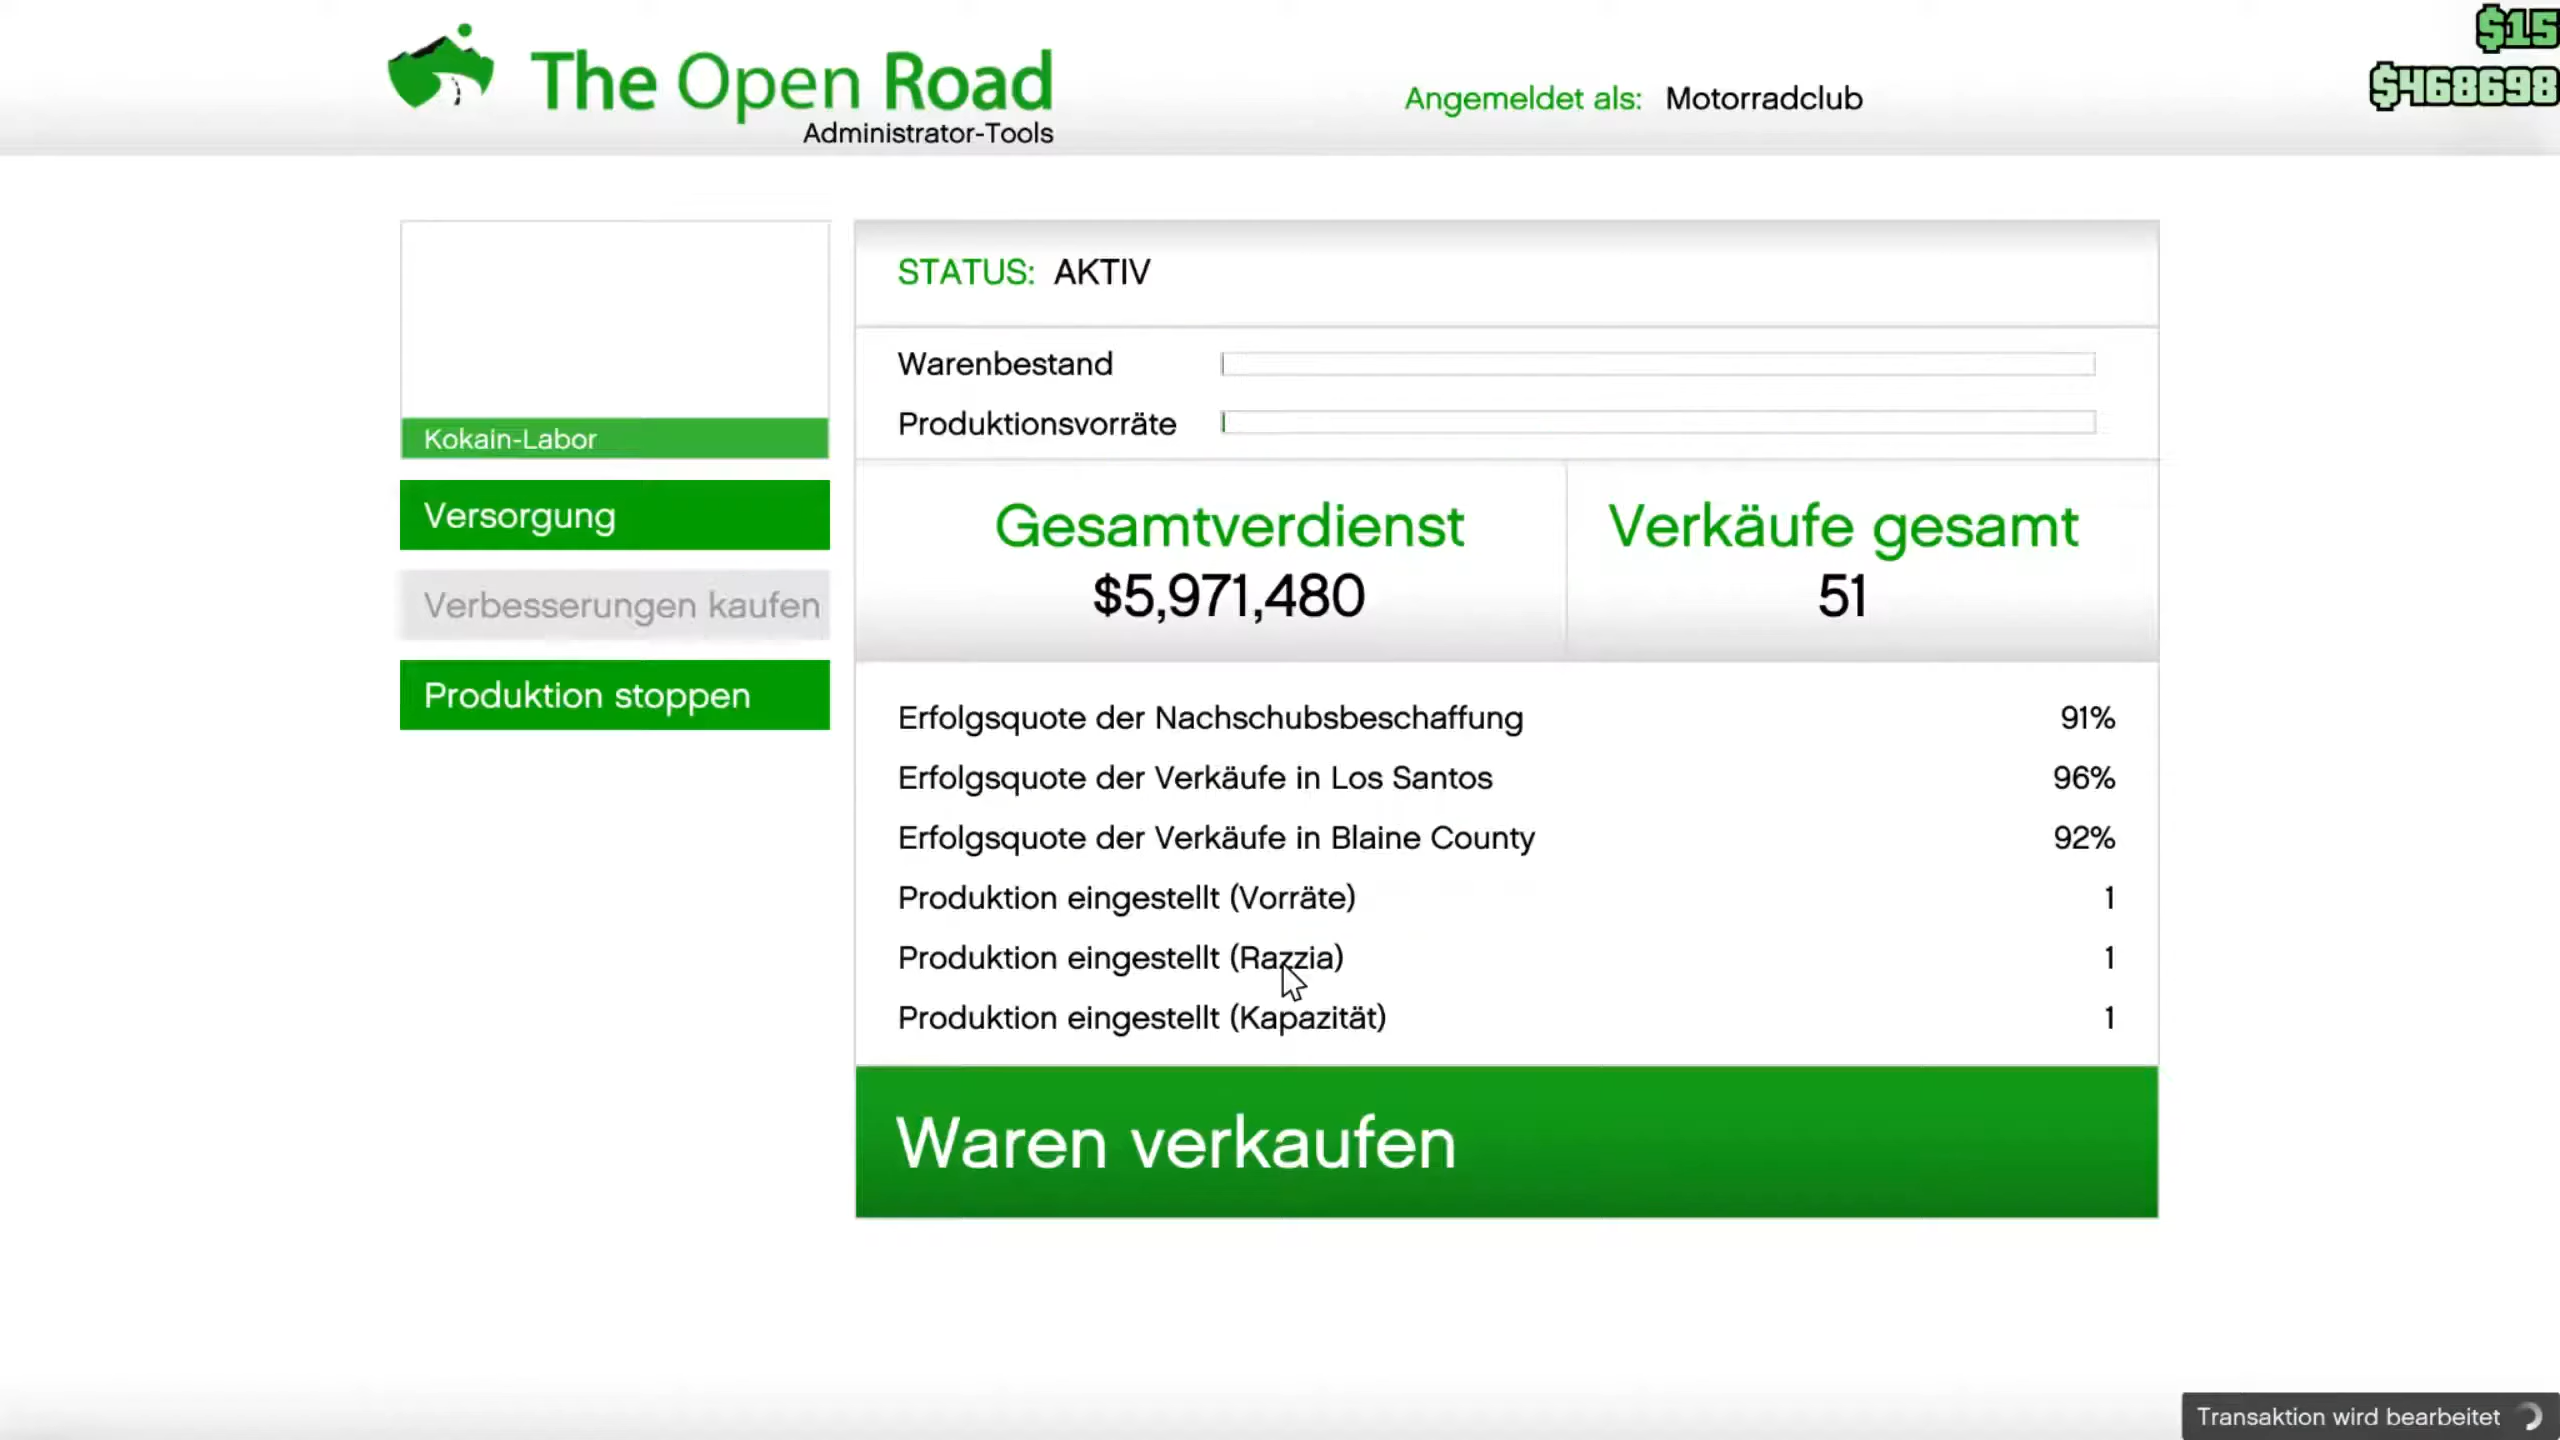 The Open Road
Administrator-Tools
Angemeldet als: Motorradclub
$15
$468698
Kokain-Labor
Versorgung
Verbesserungen kaufen
Produktion stoppen
STATUS: AKTIV
Warenbestand
Produktionsvorräte
Gesamtverdienst
$5,971,480
Verkäufe gesamt
51
Erfolgsquote der Nachschubsbeschaffung 91%
Erfolgsquote der Verkäufe in Los Santos 96%
Erfolgsquote der Verkäufe in Blaine County 92%
Produktion eingestellt (Vorräte) 1
Produktion eingestellt (Razzia) 1
Produktion eingestellt (Kapazität) 1
Waren verkaufen
Transaktion wird bearbeitet